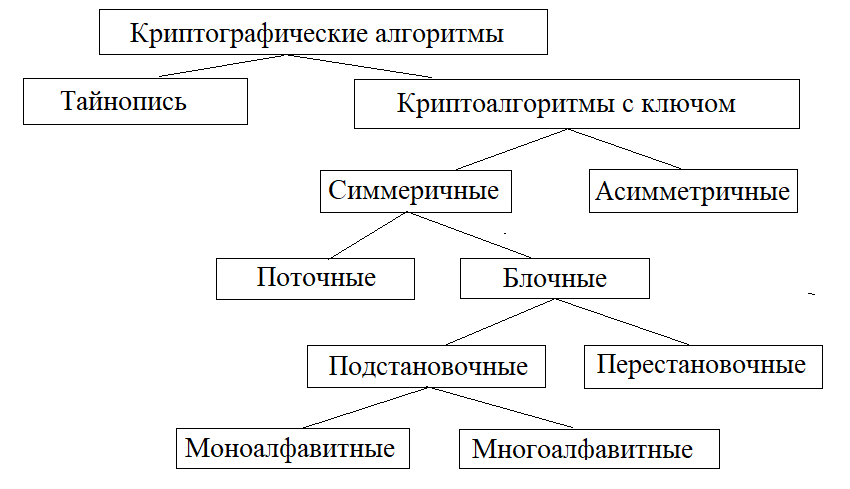 Криптографические алгоритмы
Тайнопись
Криптоалгоритмы с ключом
Симмеричные
Асимметричные
Поточные
Блочные
Подстановочные
Перестановочные
Моноалфавитные
Многоалфавитные